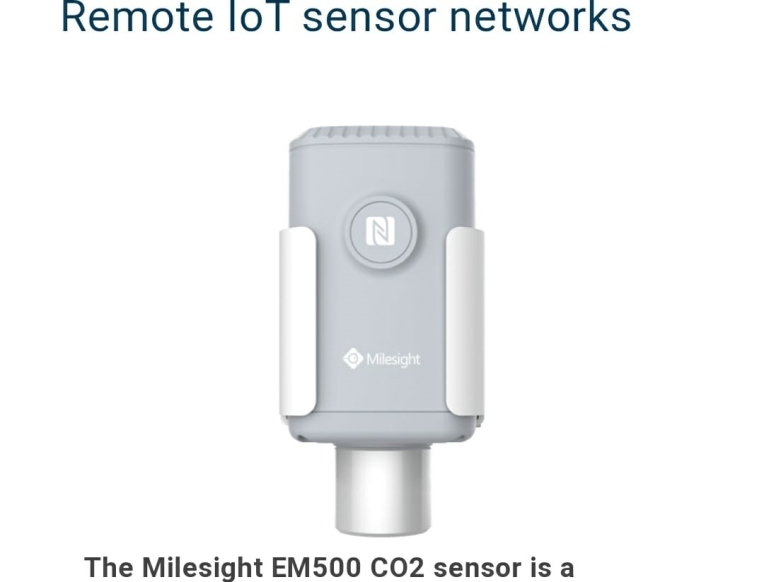 Remote IoT sensor networks
Milesight
The Milesight EM500 CO2 sensor is a